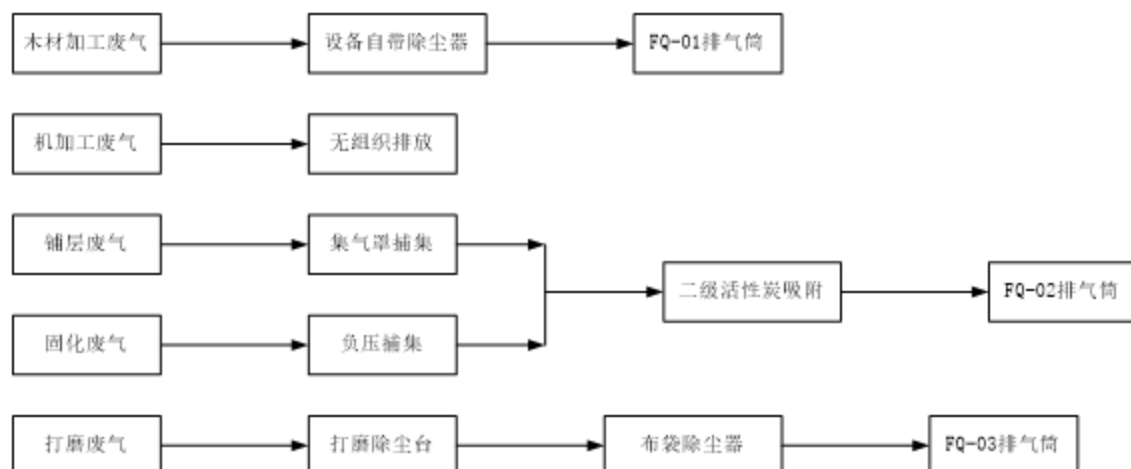 木材加工废气
设备自带除尘器
FQ-01排气筒
机加工废气
无组织排放
铺层废气
集气罩捕集
二级活性炭吸附
FQ-02排气筒
固化废气
负压捕集
打磨废气
打磨除尘台
布袋除尘器
FQ-03排气筒